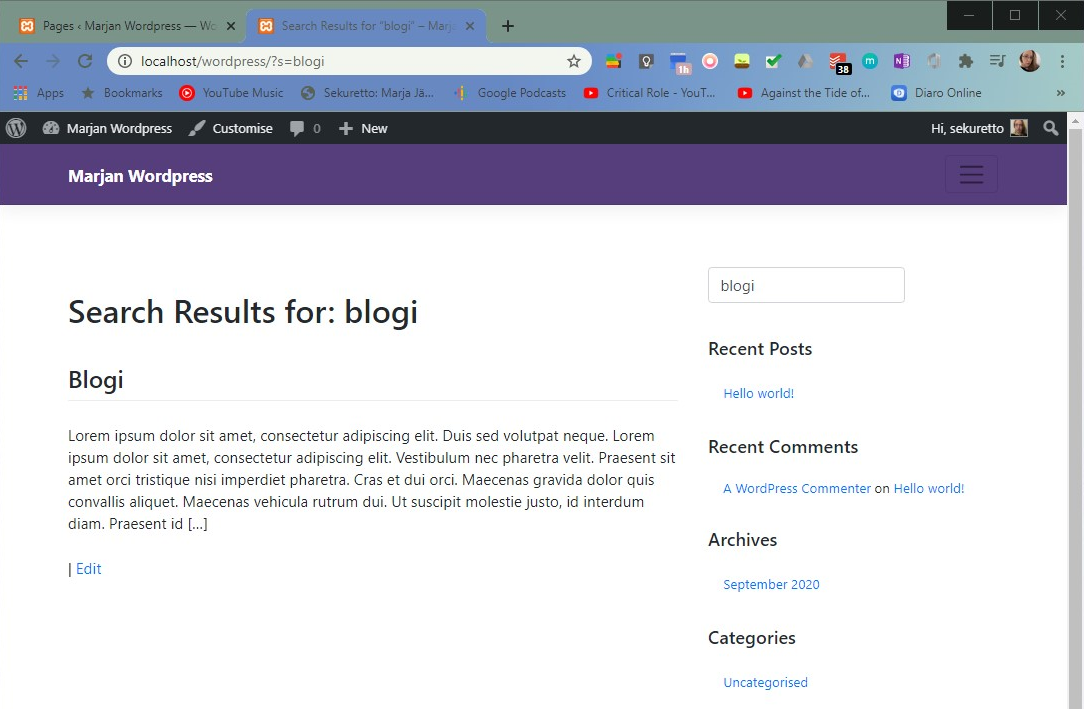 Pages ‹ Marjan Wordpress — Wo
Search Results for “blogi” – Marj
localhost/wordpress/?s=blogi
1h
38
m
N
Apps
Bookmarks
YouTube Music
Sekuretto: Marja Jä...
Google Podcasts
Critical Role - YouT...
Against the Tide of...
Diaro Online
»
Marjan Wordpress
Customise
0
New
Hi, sekuretto
Marjan Wordpress
blogi
Search Results for: blogi
Recent Posts
Blogi
Hello world!
Lorem ipsum dolor sit amet, consectetur adipiscing elit. Duis sed volutpat neque. Lorem
ipsum dolor sit amet, consectetur adipiscing elit. Vestibulum nec pharetra velit. Praesent sit
amet orci tristique nisi imperdiet pharetra. Cras et dui orci. Maecenas gravida dolor quis
convallis aliquet. Maecenas vehicula rutrum dui. Ut suscipit molestie justo, id interdum
diam. Praesent id […]
| Edit
Recent Comments
A WordPress Commenter on Hello world!
Archives
September 2020
Categories
Uncategorised